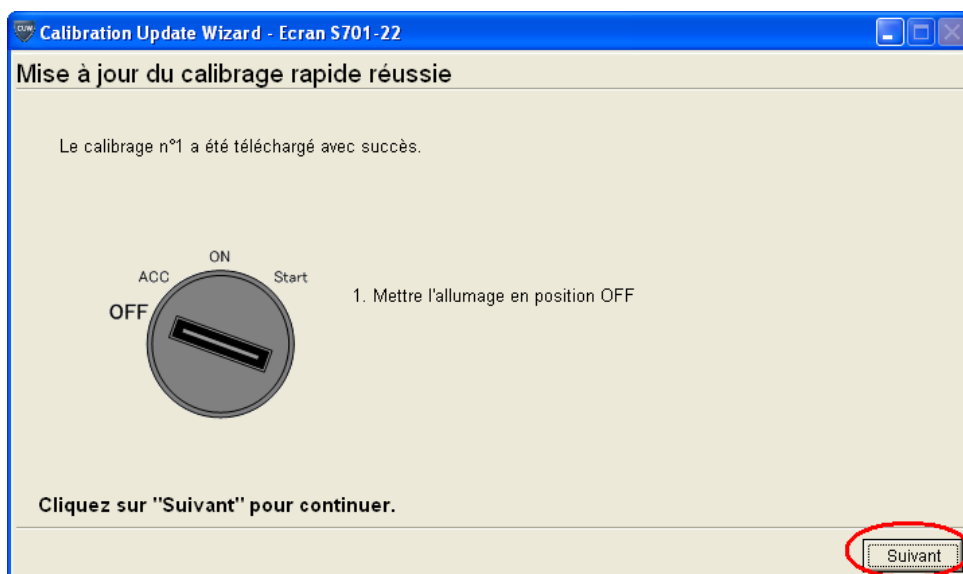 CUW
Calibration Update Wizard - Ecran S701-22
Mise à jour du calibrage rapide réussie
Le calibrage n°1 a été téléchargé avec succès.
ON
ACC
Start
OFF
1. Mettre l'allumage en position OFF
Cliquez sur "Suivant" pour continuer.
Suivant